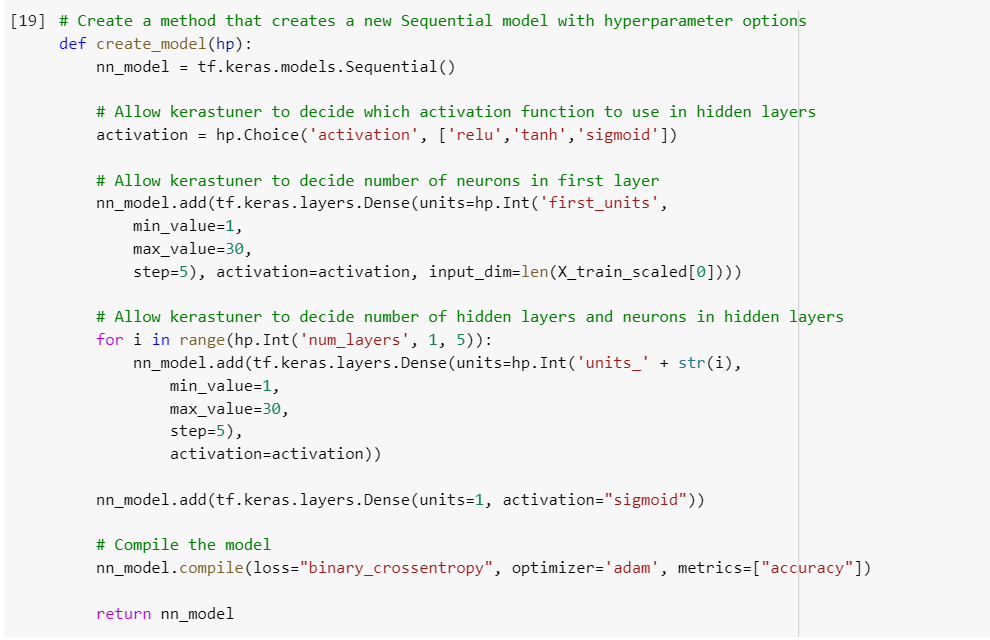 [19] # Create a method that creates a new Sequential model with hyperparameter options
def create_model(hp):
    nn_model = tf.keras.models.Sequential()

    # Allow kerastuner to decide which activation function to use in hidden layers
    activation = hp.Choice('activation', ['relu','tanh','sigmoid'])

    # Allow kerastuner to decide number of neurons in first layer
    nn_model.add(tf.keras.layers.Dense(units=hp.Int('first_units',
        min_value=1,
        max_value=30,
        step=5), activation=activation, input_dim=len(X_train_scaled[0])))

    # Allow kerastuner to decide number of hidden layers and neurons in hidden layers
    for i in range(hp.Int('num_layers', 1, 5)):
        nn_model.add(tf.keras.layers.Dense(units=hp.Int('units_' + str(i),
            min_value=1,
            max_value=30,
            step=5),
            activation=activation))

    nn_model.add(tf.keras.layers.Dense(units=1, activation="sigmoid"))

    # Compile the model
    nn_model.compile(loss="binary_crossentropy", optimizer='adam', metrics=["accuracy"])

    return nn_model